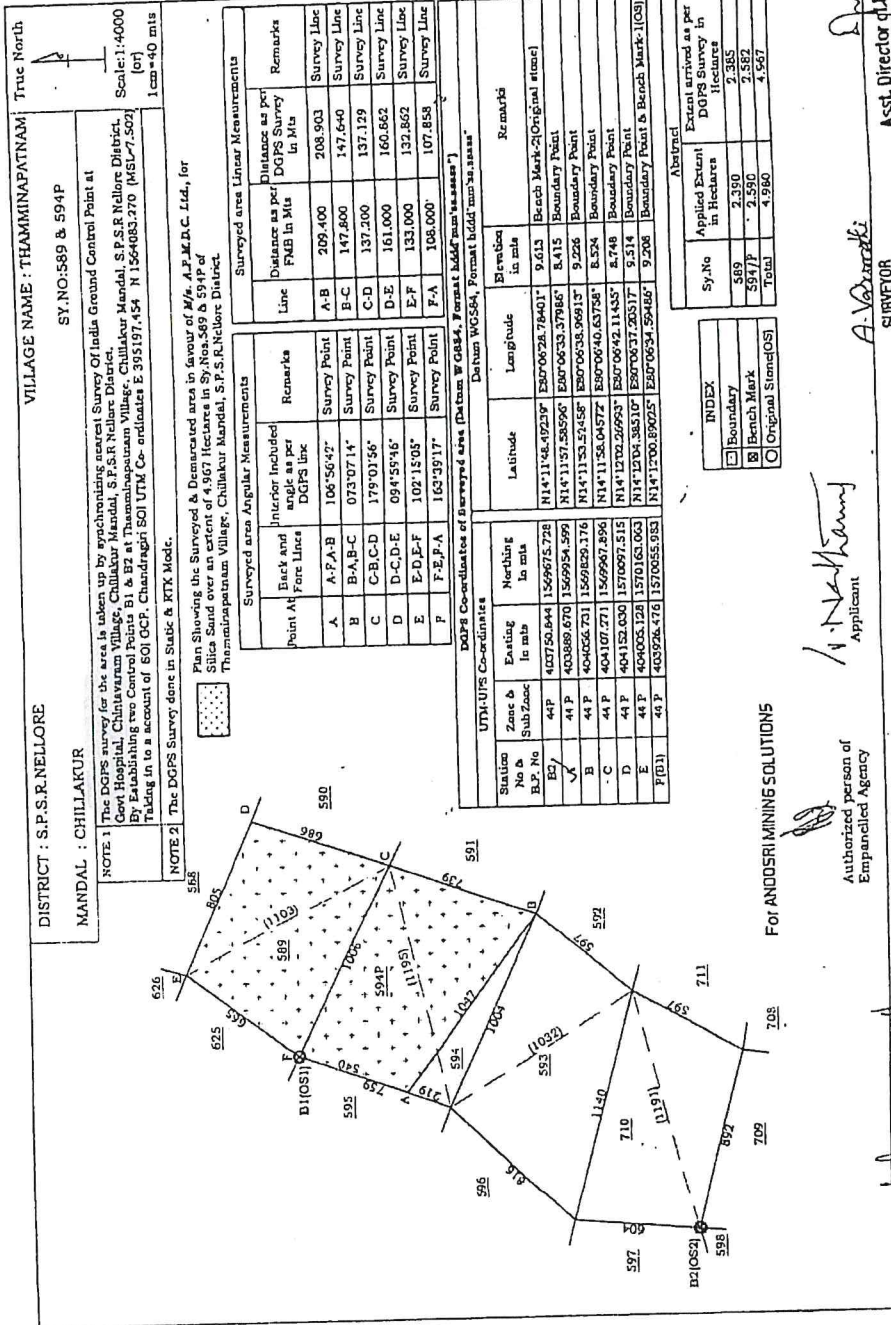 DISTRICT : S.P.S.R.NELLORE
VILLAGE NAME : THAMMINAPATNAM
True North
MANDAL : CHILLAKUR
SY.NO:589 & 594P
Scale:1:4000
(or)
1cm=40 mts
NOTE 1 The DGPS survey for the area is taken up by synchronizing nearest Survey Of India Ground Control Point at
Govt Hospital, Chintavaram Village, Chillakur Mandal, S.P.S.R Nellore District.
By Establishing two Control Points B1 & B2 at Thamminapatnam Village, Chillakur Mandal, S.P.S.R Nellore District.
Taking in to a account of SOI GCP. Chandragiri SOI UTM Co- ordinates E 395197.454 N 1564083.270 (MSL-7.502)
NOTE 2 The DGPS Survey done in Static & RTK Mode.
Plan Showing the Surveyed & Demarcated area in favour of M/s. A.P.M.D.C. Ltd., for
Silica Sand over an extent of 4.967 Hectares in Sy.Nos.589 & 594P of
Thamminapatnam Village, Chillakur Mandal, S.P.S.R.Nellore District.
Surveyed area Angular Measurements
Point At Back and Fore Lines Interior Included angle as per DGPS line Remarks
A A-F,A-B 106°56'42" Survey Point
B B-A,B-C 073°07'14" Survey Point
C C-B,C-D 179°01'56" Survey Point
D D-C,D-E 094°59'46" Survey Point
E E-D,E-F 102°15'05" Survey Point
F F-E,F-A 163°39'17" Survey Point
Surveyed area Linear Measurements
Line Distance as per FMB In Mts Distance as per DGPS Survey In Mts Remarks
A-B 209.400 208.903 Survey Line
B-C 147.800 147.640 Survey Line
C-D 137.200 137.129 Survey Line
D-E 161.000 160.862 Survey Line
E-F 133.000 132.862 Survey Line
F-A 108.000 107.858 Survey Line
DGPS Co-ordinates of Surveyed area (Datum WGS84, Format hddd°mm'ss.sssss")
UTM-UPS Co-ordinates
Datum WGS84, Format hddd°mm'ss.sssss"
Station No & B.P. No Zone & Sub Zone Easting In mts Northing In mts Latitude Longitude Elevation in mts Remarks
B2 44P 403750.844 1569675.728 N14°11'48.49239" E80°06'28.78401" 9.613 Bench Mark-2(Original stone)
44 P 403889.670 1569954.599 N14°11'57.58596" E80°06'33.37986" 8.415 Boundary Point
B 44 P 404056.731 1569829.176 N14°11'53.52458" E80°06'38.96913" 9.226 Boundary Point
C 44 P 404107.271 1569967.896 N14°11'58.04572" E80°06'40.63758" 8.524 Boundary Point
D 44 P 404152.030 1570097.515 N14°12'02.26993" E80°06'42.11455" 8.748 Boundary Point
E 44 P 404005.128 1570163.063 N14°12'04.38510" E80°06'37.20517" 9.514 Boundary Point
F(B1) 44 P 403926.476 1570055.983 N14°12'00.89025" E80°06'34.59486" 9.208 Boundary Point & Bench Mark-1(OS)
INDEX
Boundary
Bench Mark
Original Stone(OS)
Abstract
Sy.No Applied Extent in Hectares Extent arrived as per DGPS Survey In Hectares
589 2.390 2.385
594/P 2.590 2.582
Total 4.980 4.967
626
568
E
805
D
625
665
(1103)
589
686
590
B1(OS1)
F
1006
C
595
540
759
594P
(1195)
739
591
A
219
594
1047
1004
B
596
816
593
(1032)
597
592
597
604
1140
710
(1191)
597
711
B2(OS2)
598
892
709
708
For ANDOSRI MINING SOLUTIONS
Authorized person of
Empanelled Agency
Applicant
SURVEYOR
Asst. Director